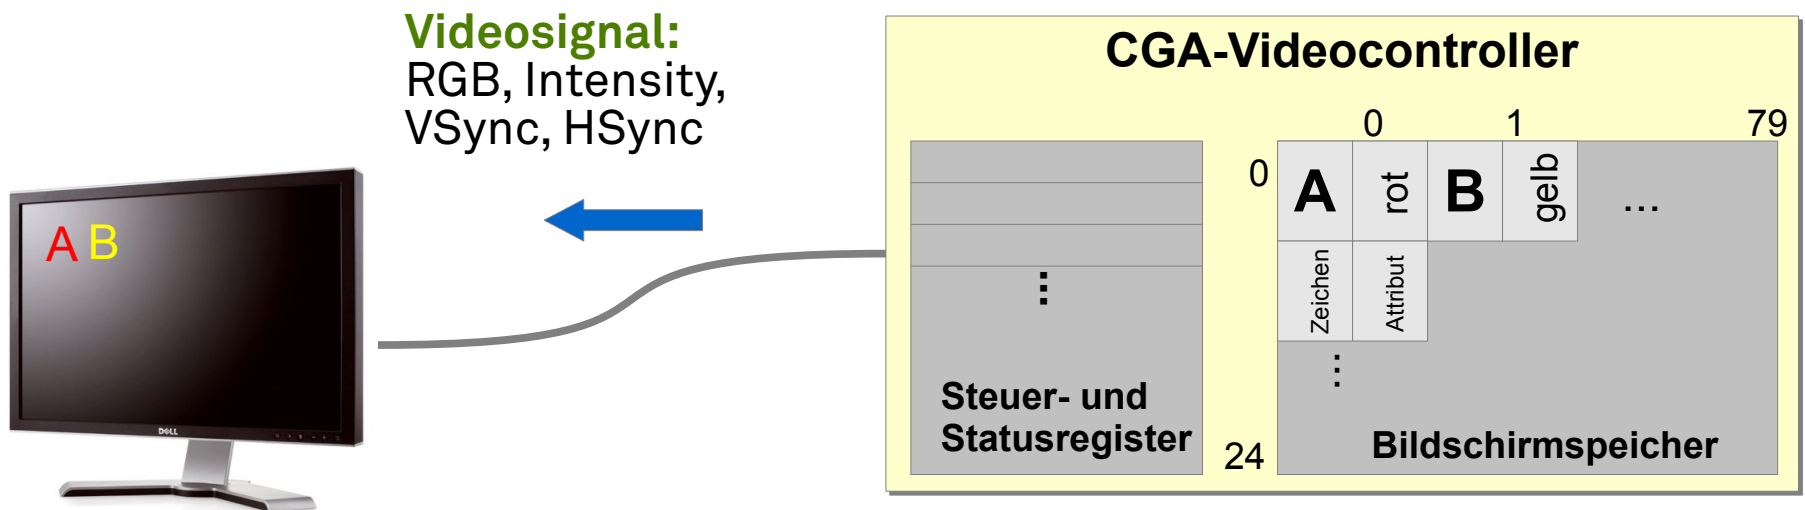 Videosignal:
RGB, Intensity,
VSync, HSync
A B
DELL
CGA-Videocontroller
0 1 79
0 A rot B gelb ...
Zeichen Attribut
...
...
Steuer- und
Statusregister
24 Bildschirmspeicher